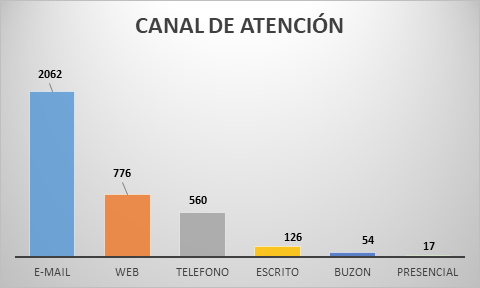 CANAL DE ATENCIÓN
2062
776
560
126
54
17
E-MAIL
WEB
TELEFONO
ESCRITO
BUZON
PRESENCIAL